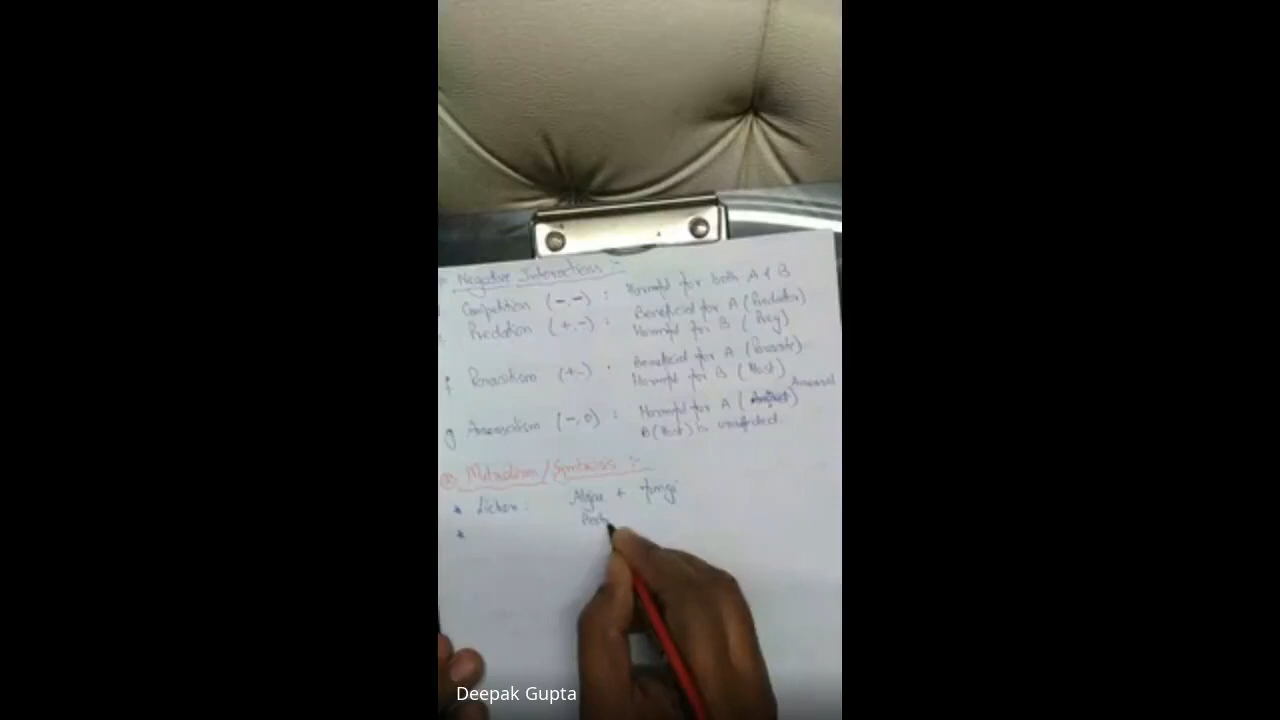 Negative Interactions :-
Competition (-,-) : Harmful for both A & B
Predation (+,-) : Beneficial for A (Predator)
Harmful for B (Prey)
f Parasitism (+-) : Beneficial for A (Parasite)
Harmful for B (Host)
g Amensalism (-,0) : Harmful for A ( ) Amensal
B (Host) is unaffected.
Mutualism / Symbiosis :-
* Lichen : Algae + fungi
*
Deepak Gupta